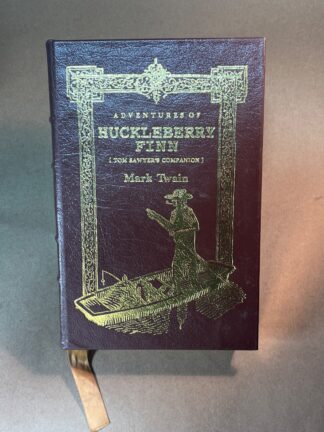 ADVENTURES OF
HUCKLEBERRY
FINN
[ TOM SAWYER'S COMPANION ]
Mark Twain